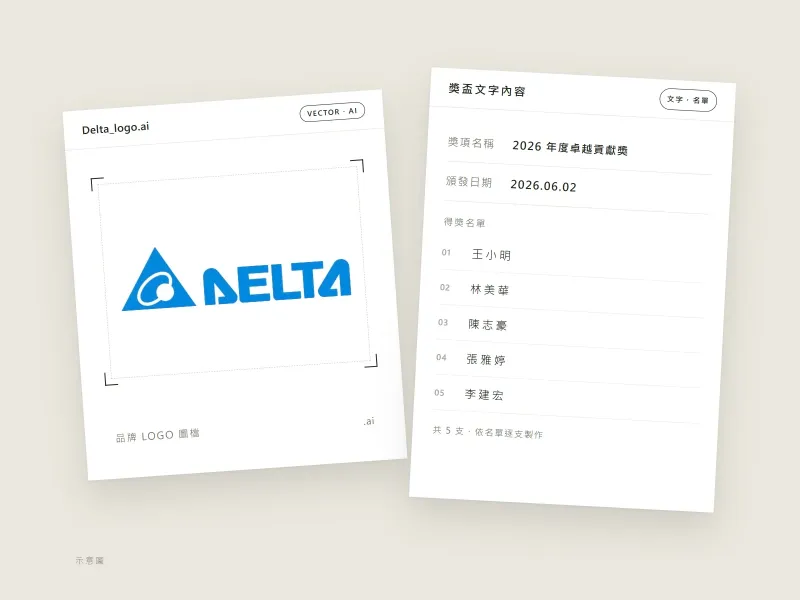 Delta_logo.ai
VECTOR · AI
DELTA
品牌 LOGO 圖檔
.ai
獎盃文字內容
文字 · 名單
獎項名稱 2026 年度卓越貢獻獎
頒發日期 2026.06.02
得獎名單
01 王小明
02 林美華
03 陳志豪
04 張雅婷
05 李建宏
共 5 支 · 依名單逐支製作
示意圖